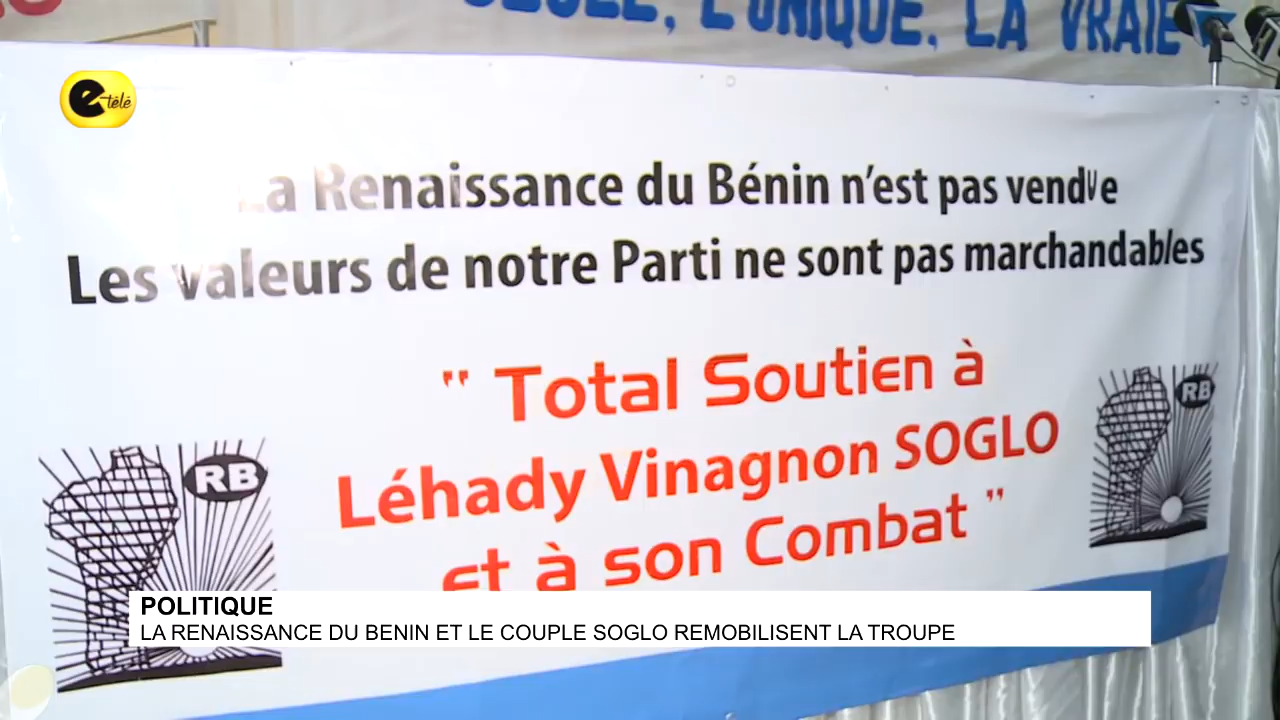 L'UNIQUE. LA VRAIE
e-télé
La Renaissance du Bénin n'est pas vendue
Les valeurs de notre Parti ne sont pas marchandables
" Total Soutien à
Léhady Vinagnon SOGLO
et à son Combat "
RB
RB
POLITIQUE
LA RENAISSANCE DU BENIN ET LE COUPLE SOGLO REMOBILISENT LA TROUPE